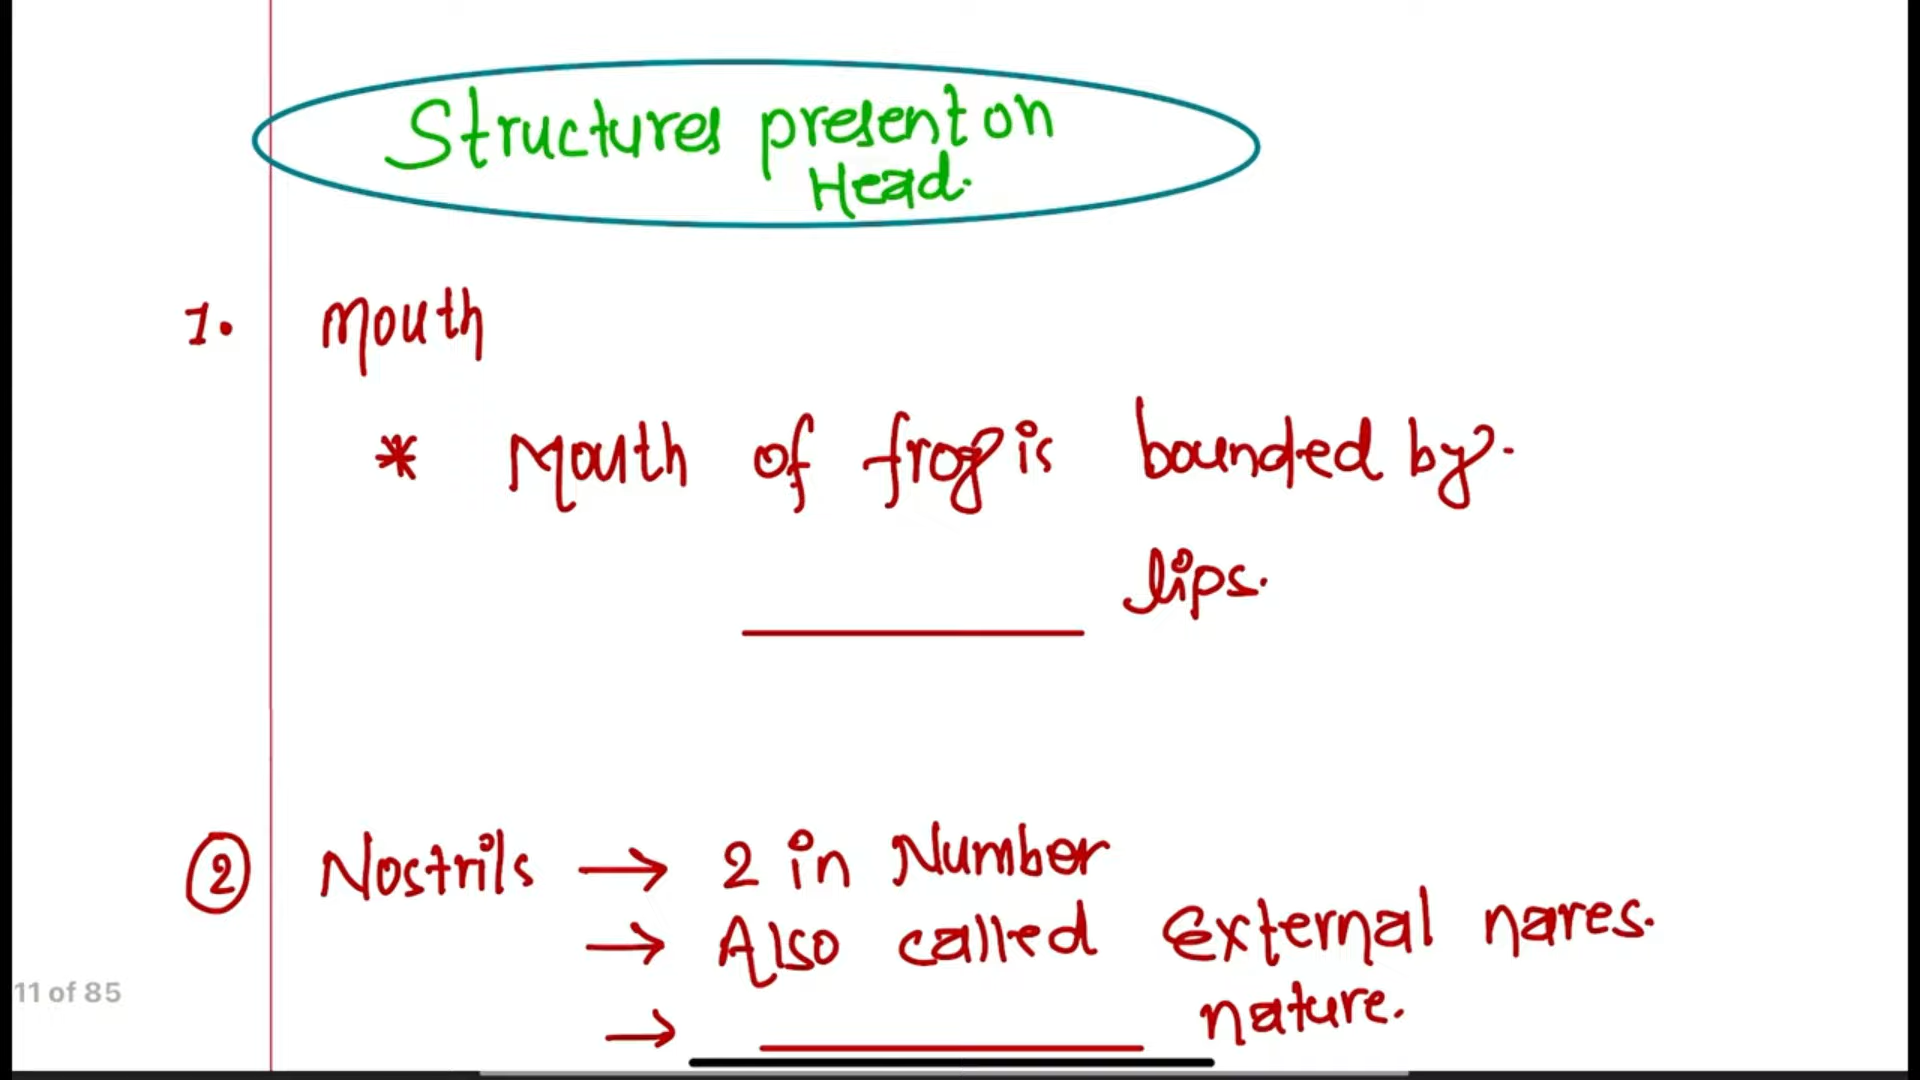 Structures present on
Head.
1. Mouth
* Mouth of frog is bounded by.
lips.
2 Nostrils → 2 in Number
→ Also called External nares.
→ nature.
11 of 85